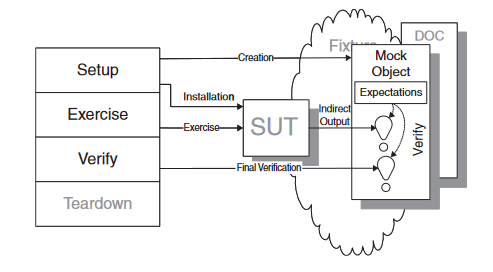 Setup
Exercise
Verify
Teardown
Creation
Installation
Exercise
Final Verification
SUT
Indirect
Output
Fixture
DOC
Mock
Object
Expectations
Verify